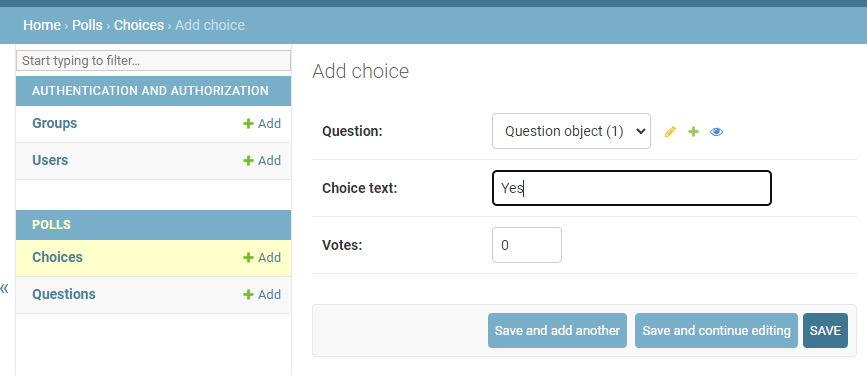 Home › Polls › Choices › Add choice
Start typing to filter...
AUTHENTICATION AND AUTHORIZATION
Groups + Add
Users + Add
POLLS
Choices + Add
Questions + Add
«
Add choice
Question: Question object (1)
Choice text: Yes
Votes: 0
Save and add another Save and continue editing SAVE